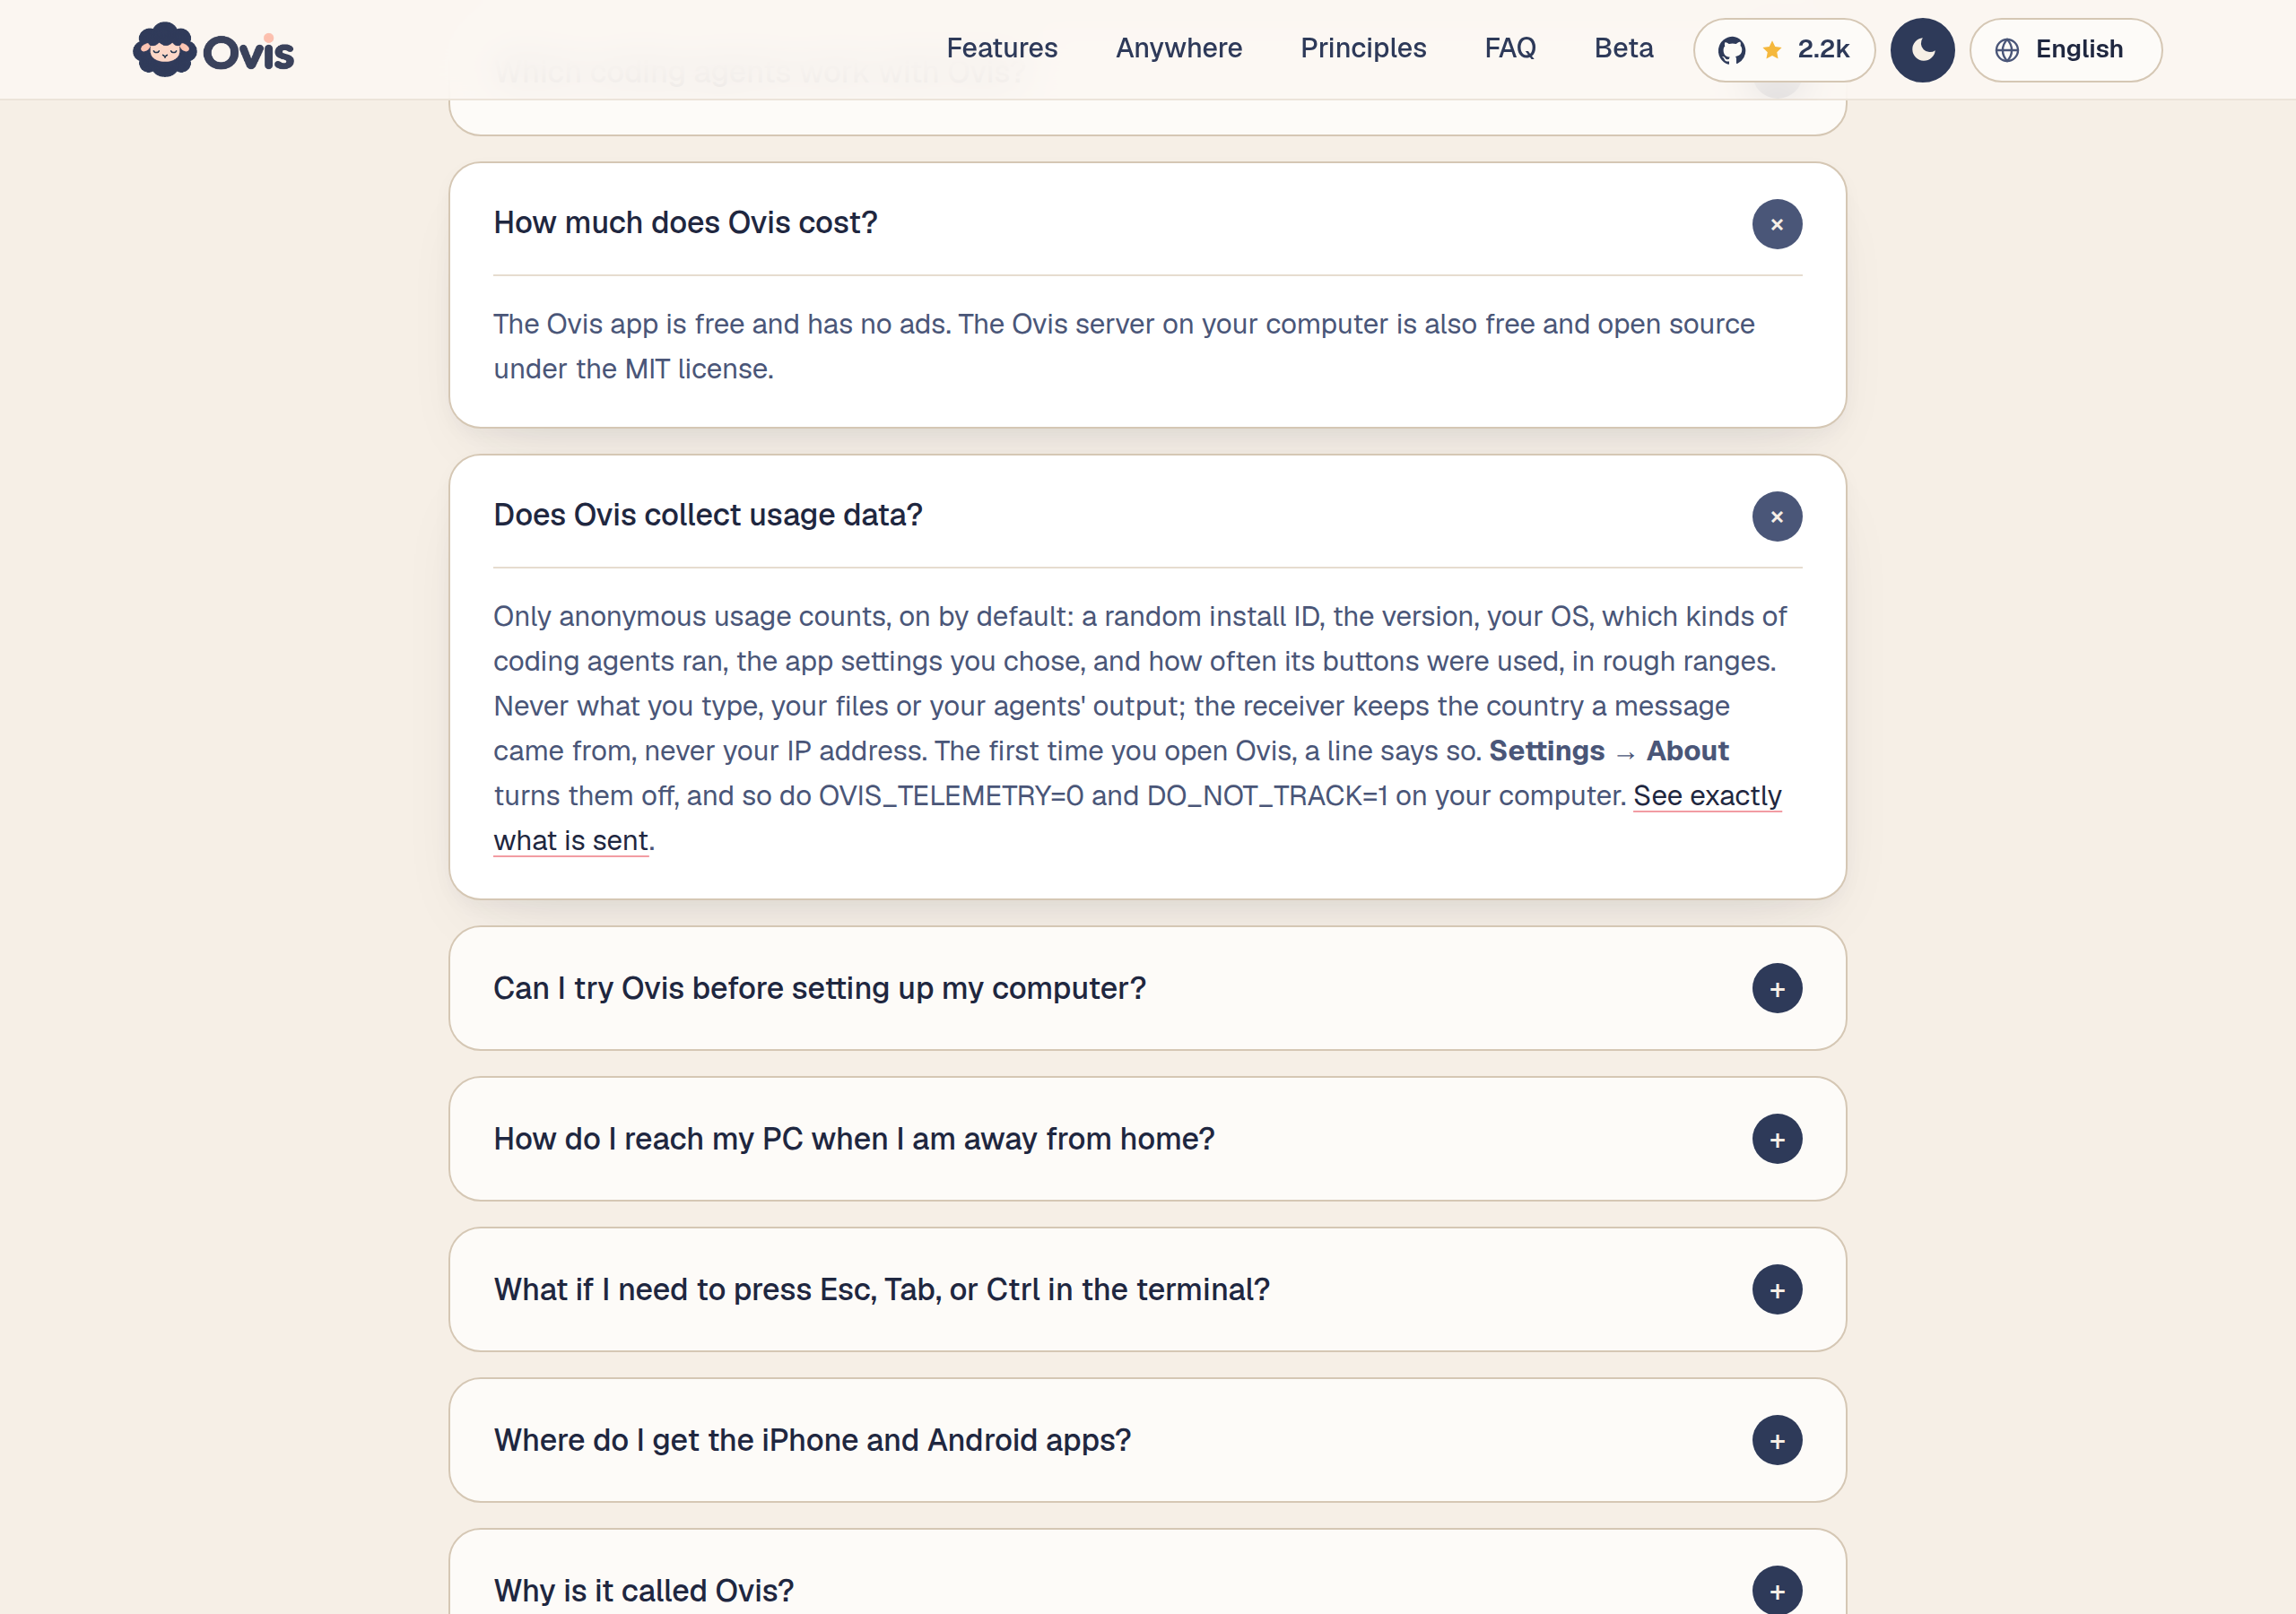 Ovis
Features
Anywhere
Principles
FAQ
Beta
2.2k
English
Which coding agents work with Ovis?
How much does Ovis cost?
×
The Ovis app is free and has no ads. The Ovis server on your computer is also free and open source
under the MIT license.
Does Ovis collect usage data?
×
Only anonymous usage counts, on by default: a random install ID, the version, your OS, which kinds of
coding agents ran, the app settings you chose, and how often its buttons were used, in rough ranges.
Never what you type, your files or your agents' output; the receiver keeps the country a message
came from, never your IP address. The first time you open Ovis, a line says so. Settings → About
turns them off, and so do OVIS_TELEMETRY=0 and DO_NOT_TRACK=1 on your computer. See exactly
what is sent.
Can I try Ovis before setting up my computer?
+
How do I reach my PC when I am away from home?
+
What if I need to press Esc, Tab, or Ctrl in the terminal?
+
Where do I get the iPhone and Android apps?
+
Why is it called Ovis?
+